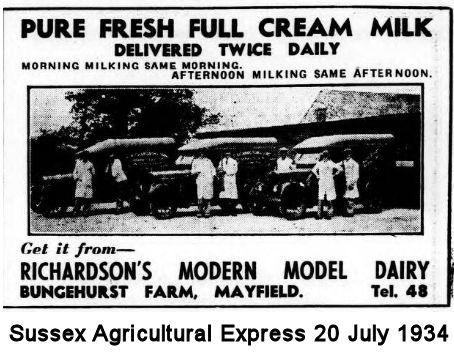 PURE FRESH FULL CREAM MILK
DELIVERED TWICE DAILY
MORNING MILKING SAME MORNING.
AFTERNOON MILKING SAME AFTERNOON.
Get it from—
RICHARDSON'S MODERN MODEL DAIRY
BUNGEHURST FARM, MAYFIELD. Tel. 48
Sussex Agricultural Express 20 July 1934